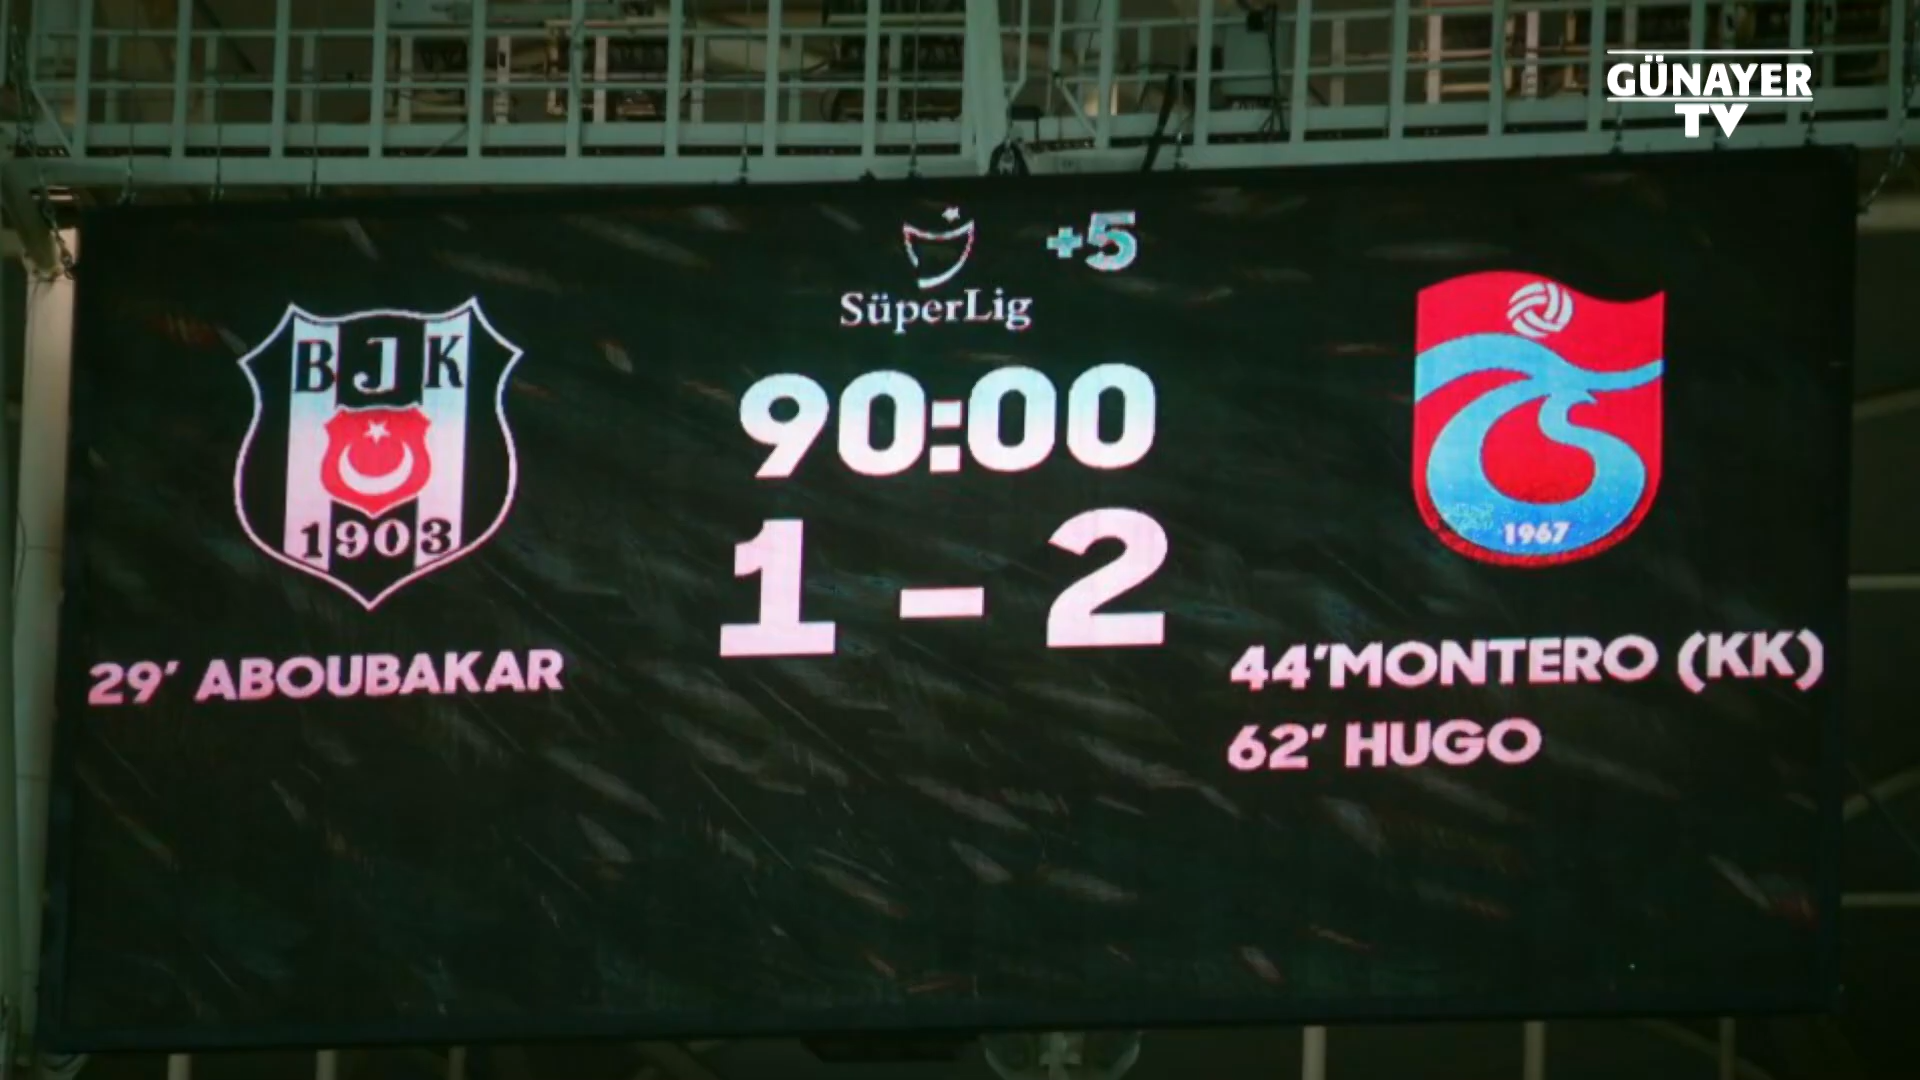 GÜNAYER
TV
+5
SüperLig
BJK
1903
90:00
1967
1 - 2
29' ABOUBAKAR
44'MONTERO (KK)
62' HUGO